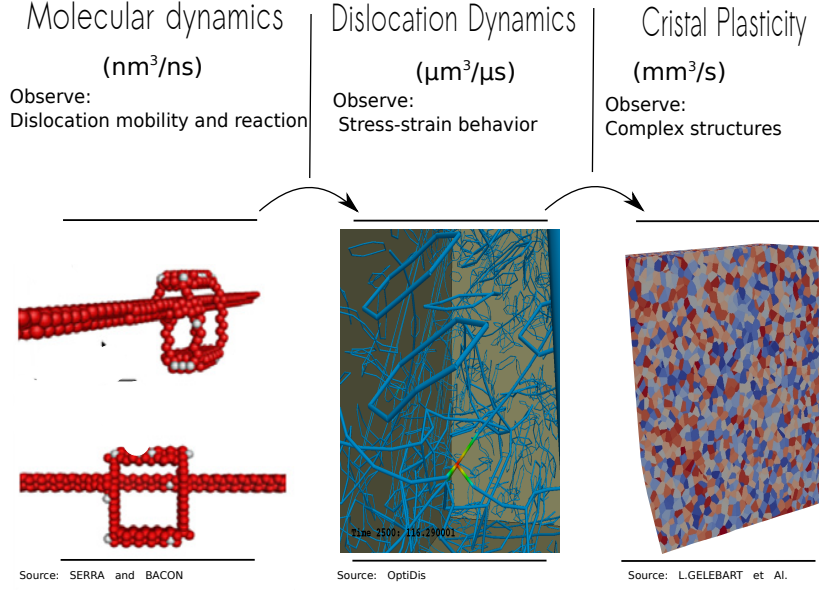 Molecular dynamics
(nm³/ns)
Observe:
Dislocation mobility and reaction
Dislocation Dynamics
(μm³/μs)
Observe:
Stress-strain behavior
Cristal Plasticity
(mm³/s)
Observe:
Complex structures
Time 2500: 116.290001
Source: SERRA and BACON
Source: OptiDis
Source: L.GELEBART et Al.